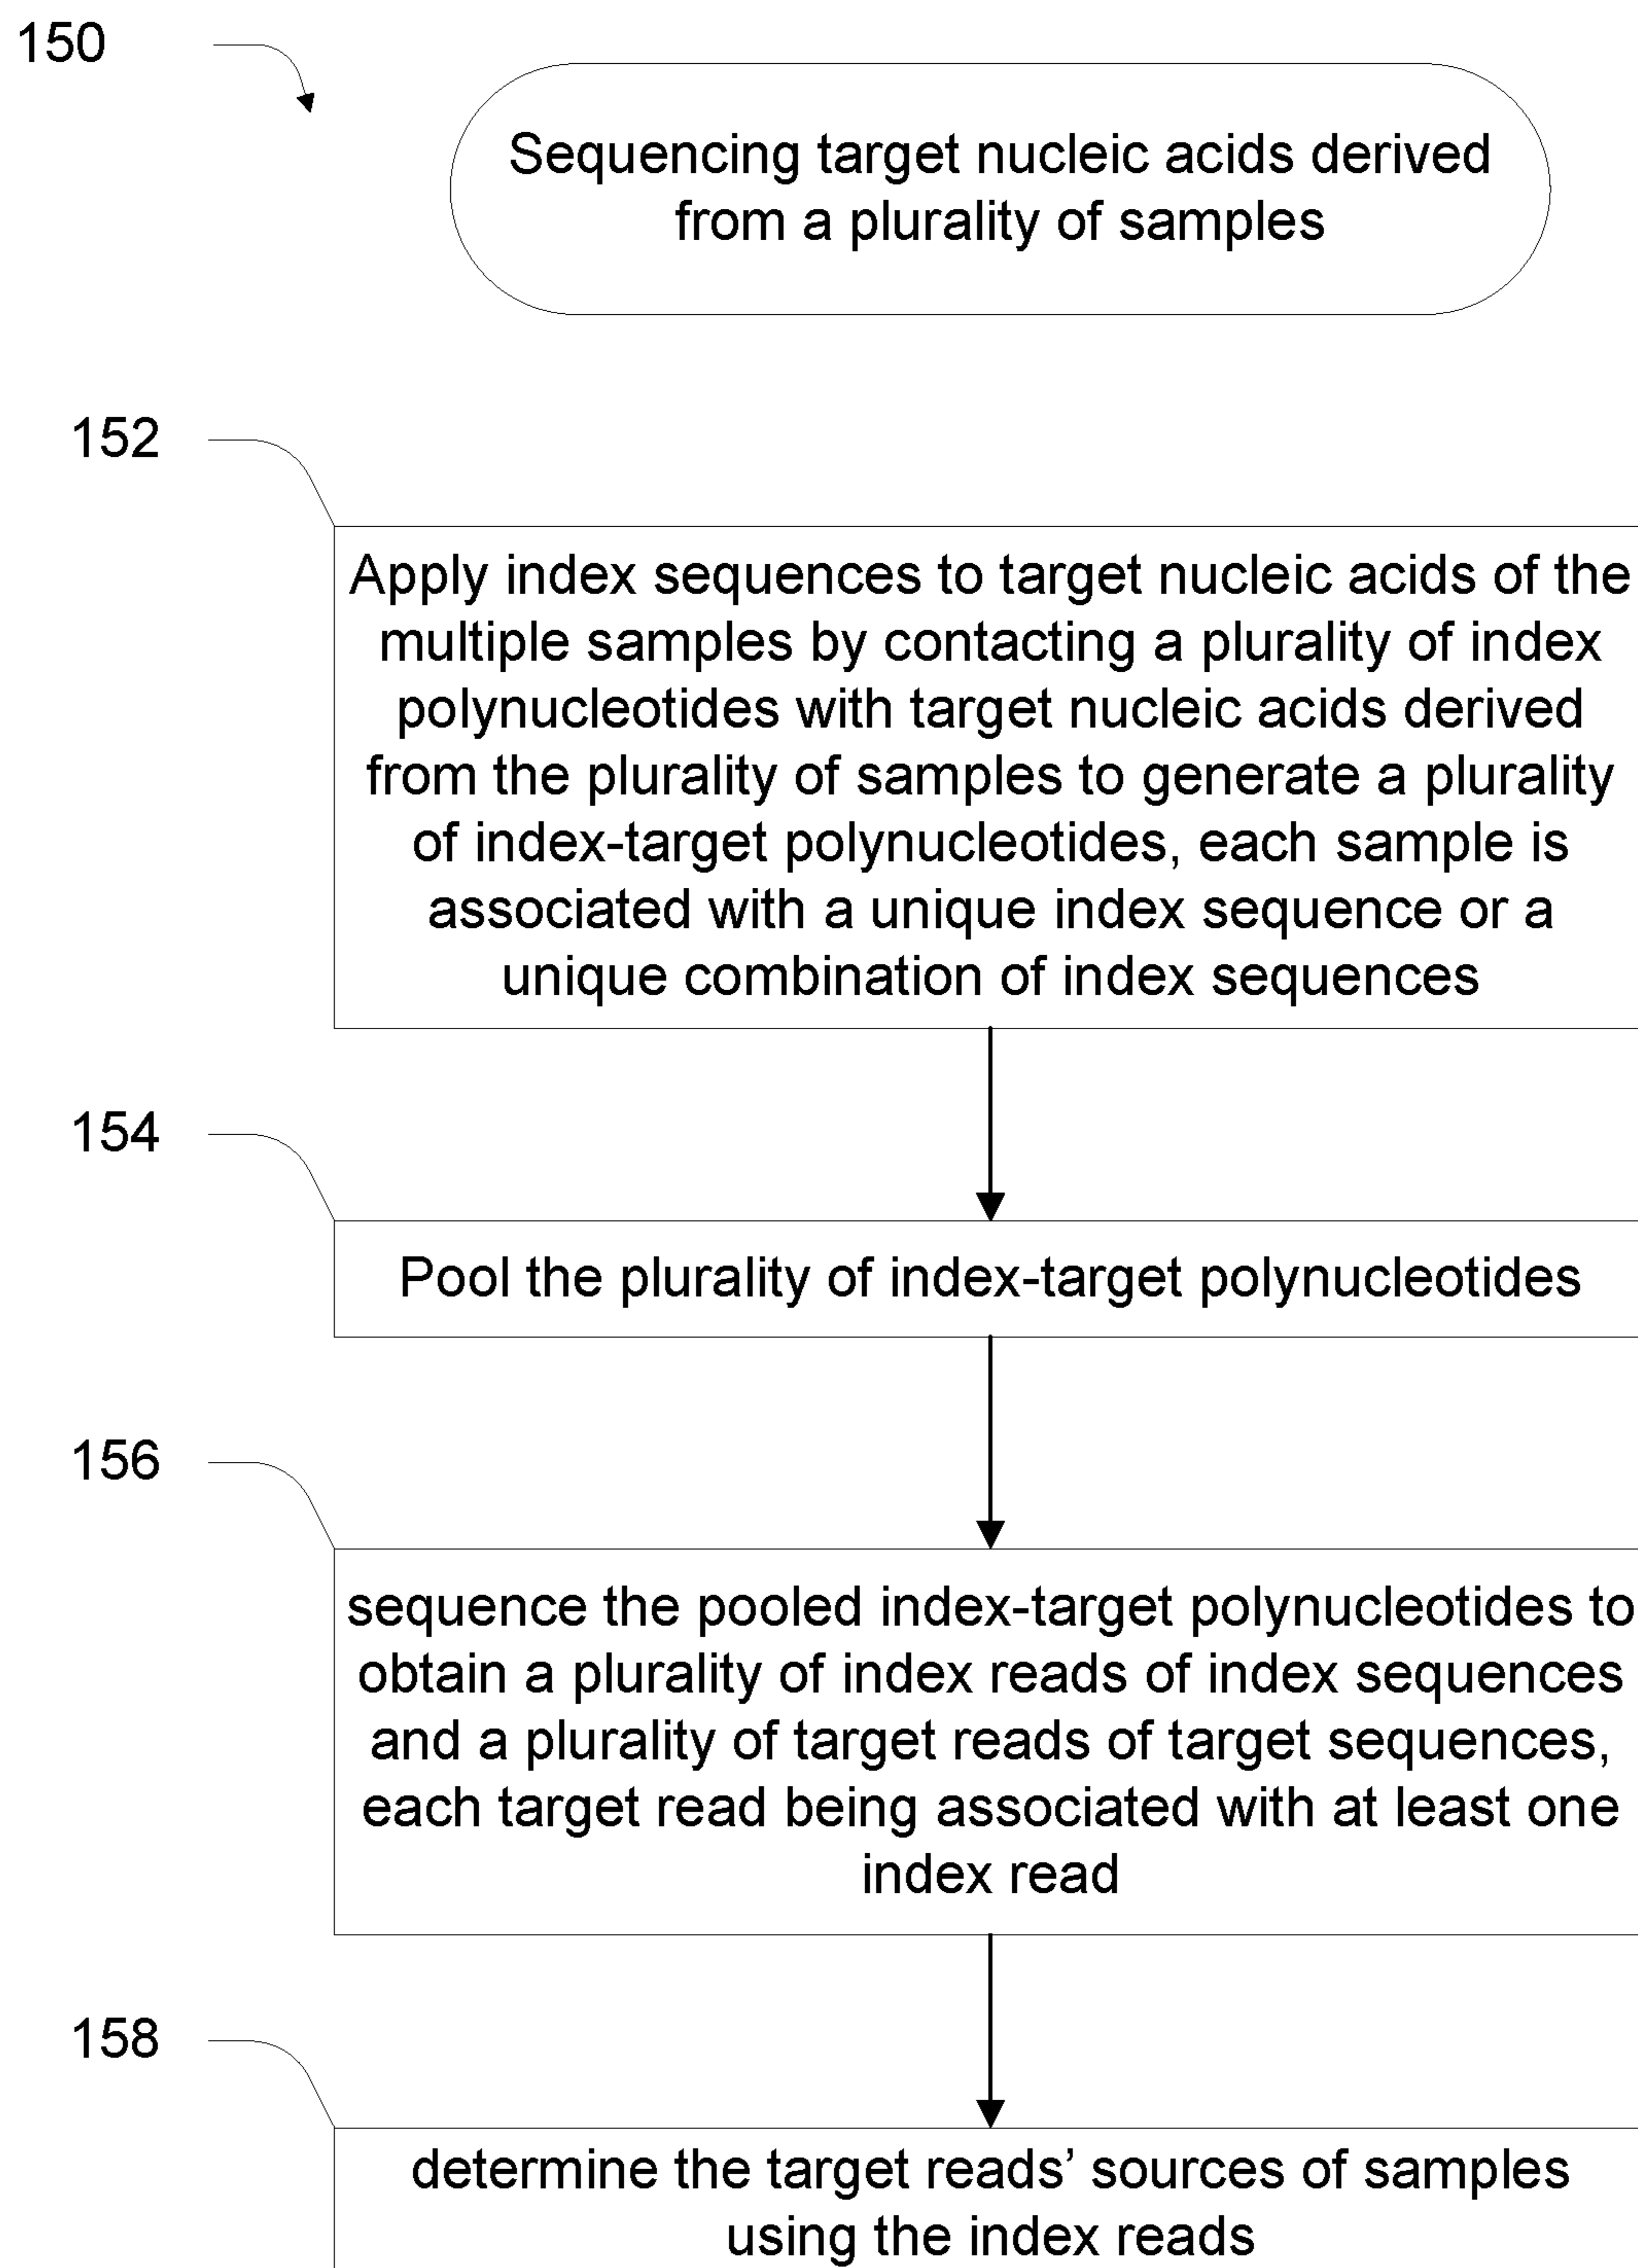 150
Sequencing target nucleic acids derived
from a plurality of samples
152
Apply index sequences to target nucleic acids of the
multiple samples by contacting a plurality of index
polynucleotides with target nucleic acids derived
from the plurality of samples to generate a plurality
of index-target polynucleotides, each sample is
associated with a unique index sequence or a
unique combination of index sequences
154
Pool the plurality of index-target polynucleotides
156
sequence the pooled index-target polynucleotides to
obtain a plurality of index reads of index sequences
and a plurality of target reads of target sequences,
each target read being associated with at least one
index read
158
determine the target reads’ sources of samples
using the index reads